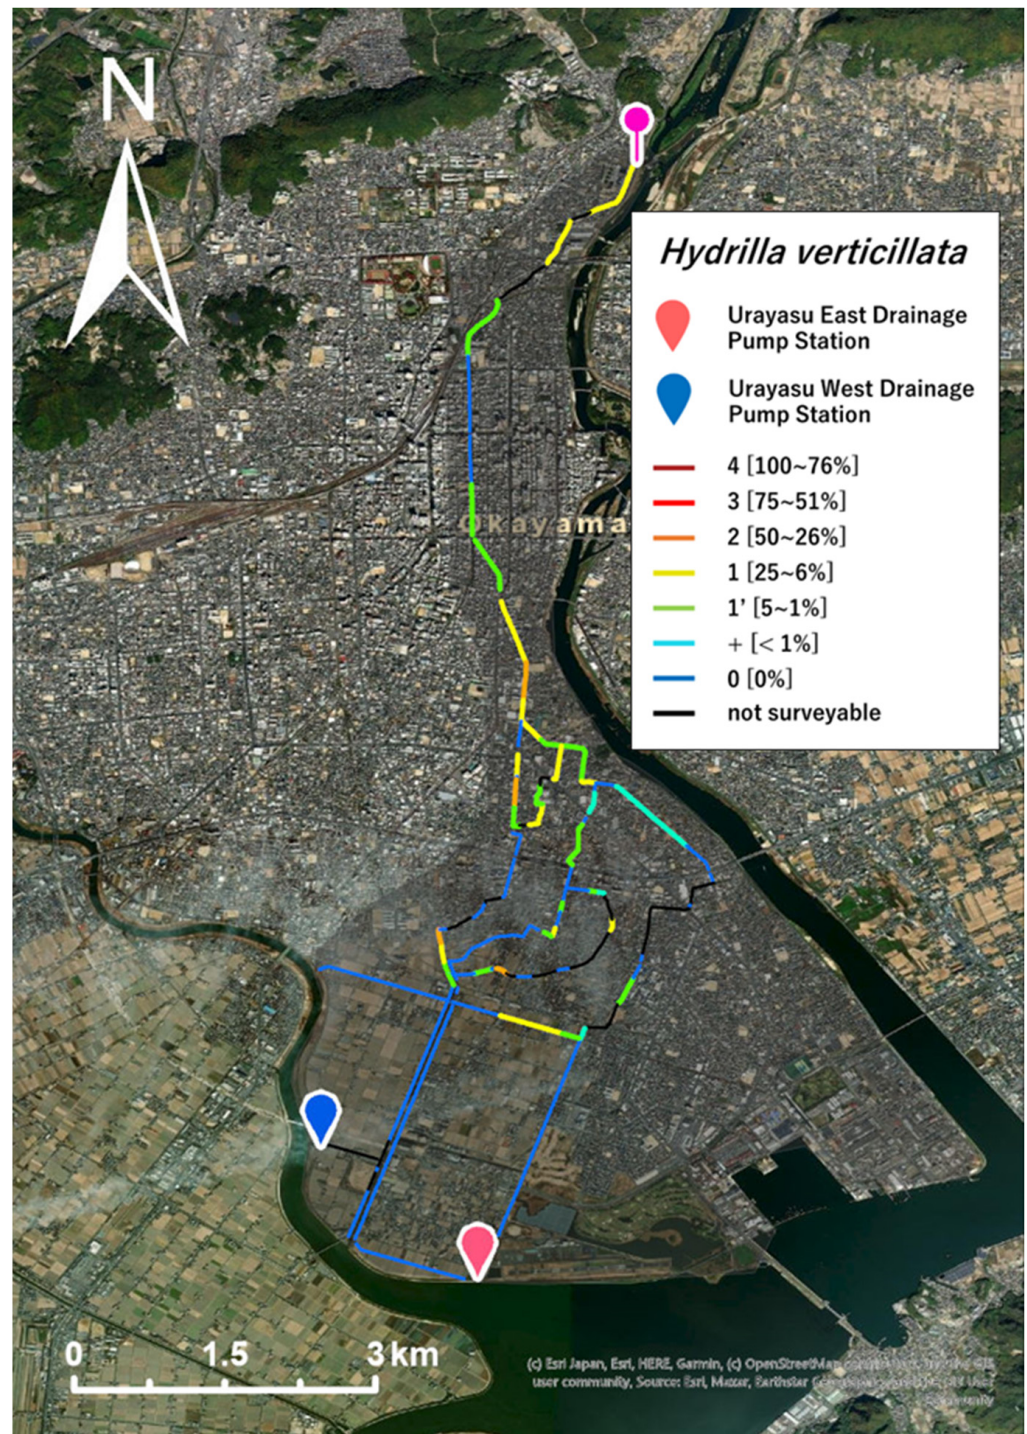 N
Hydrilla verticillata
Urayasu East Drainage
Pump Station
Urayasu West Drainage
Pump Station
4 [100~76%]
3 [75~51%]
2 [50~26%]
1 [25~6%]
1’ [5~1%]
+ [< 1%]
0 [0%]
not surveyable
Okayama
0 1.5 3 km
(c) Esri Japan, Esri, HERE, Garmin, (c) OpenStreetMap
user community, Source: Esri, Maxar, Earthstar